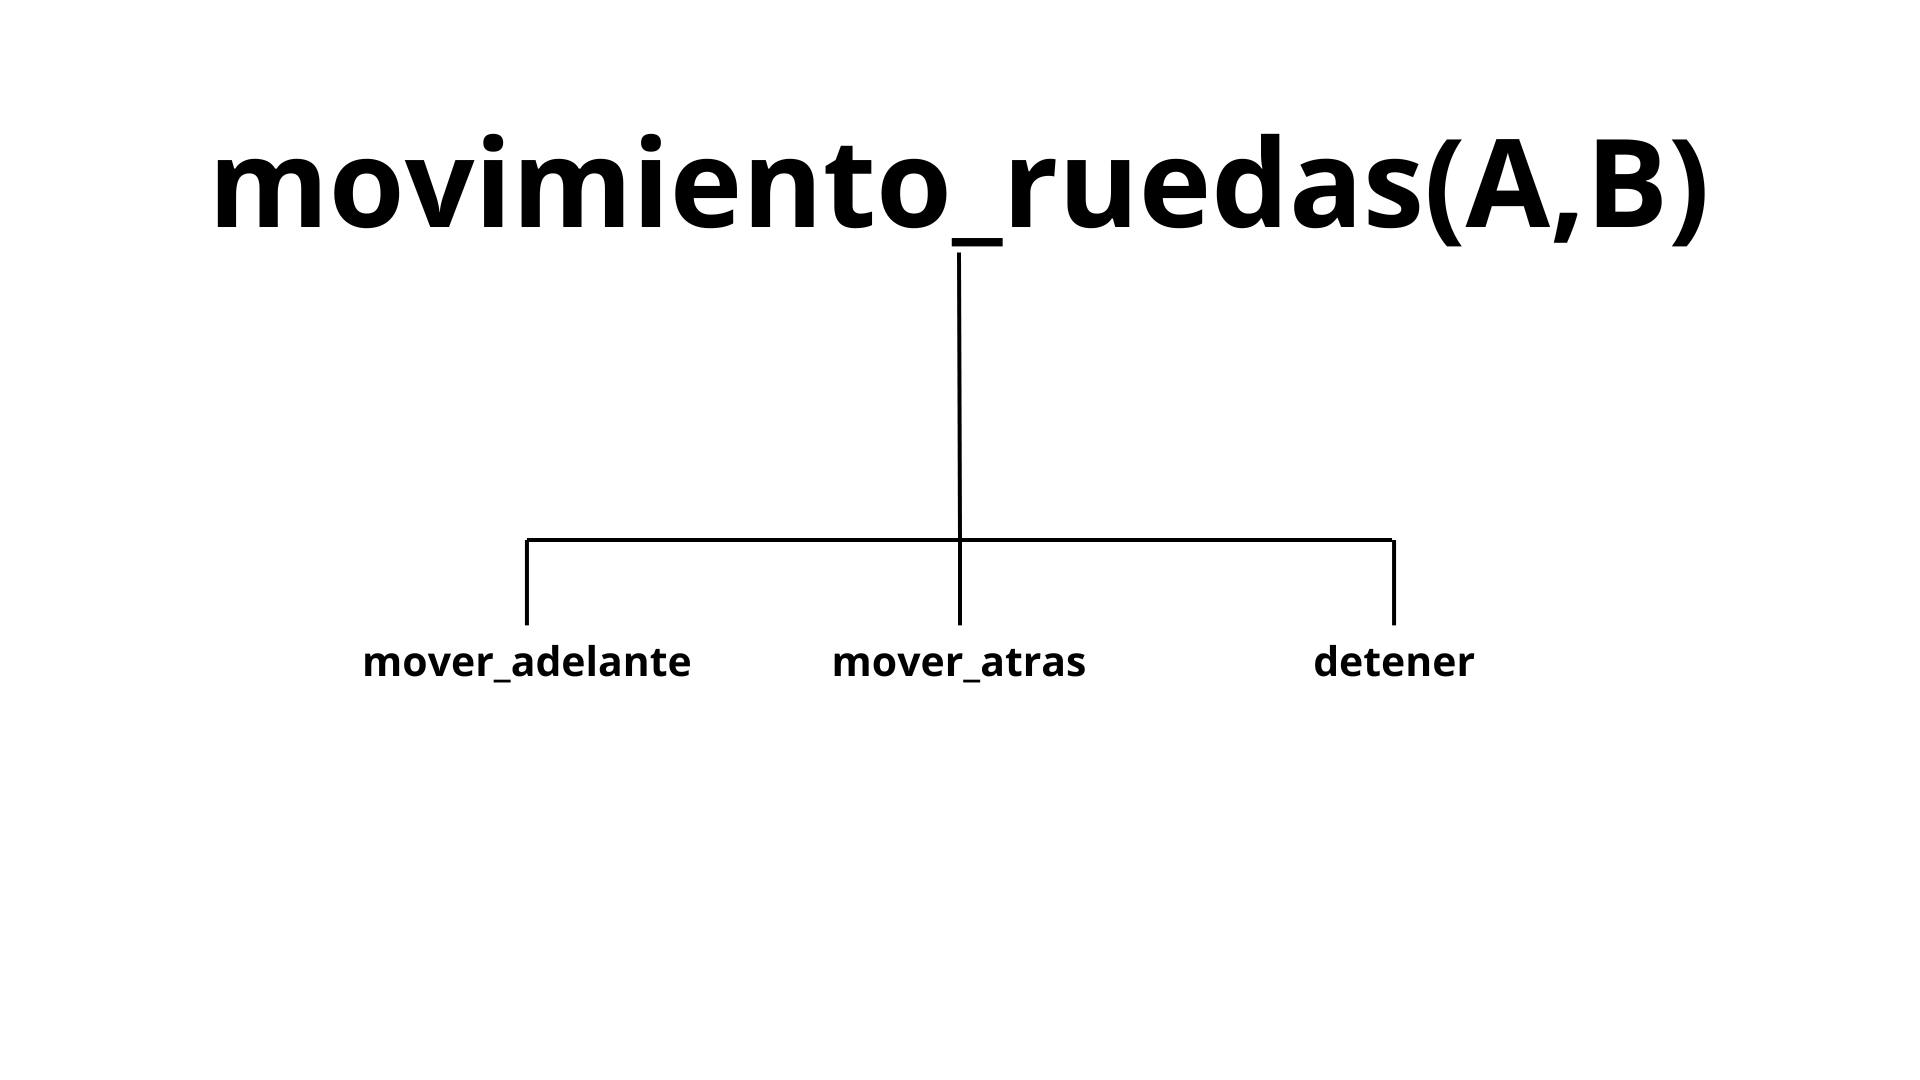 movimiento_ruedas(A,B)
mover_adelante
mover_atras
detener